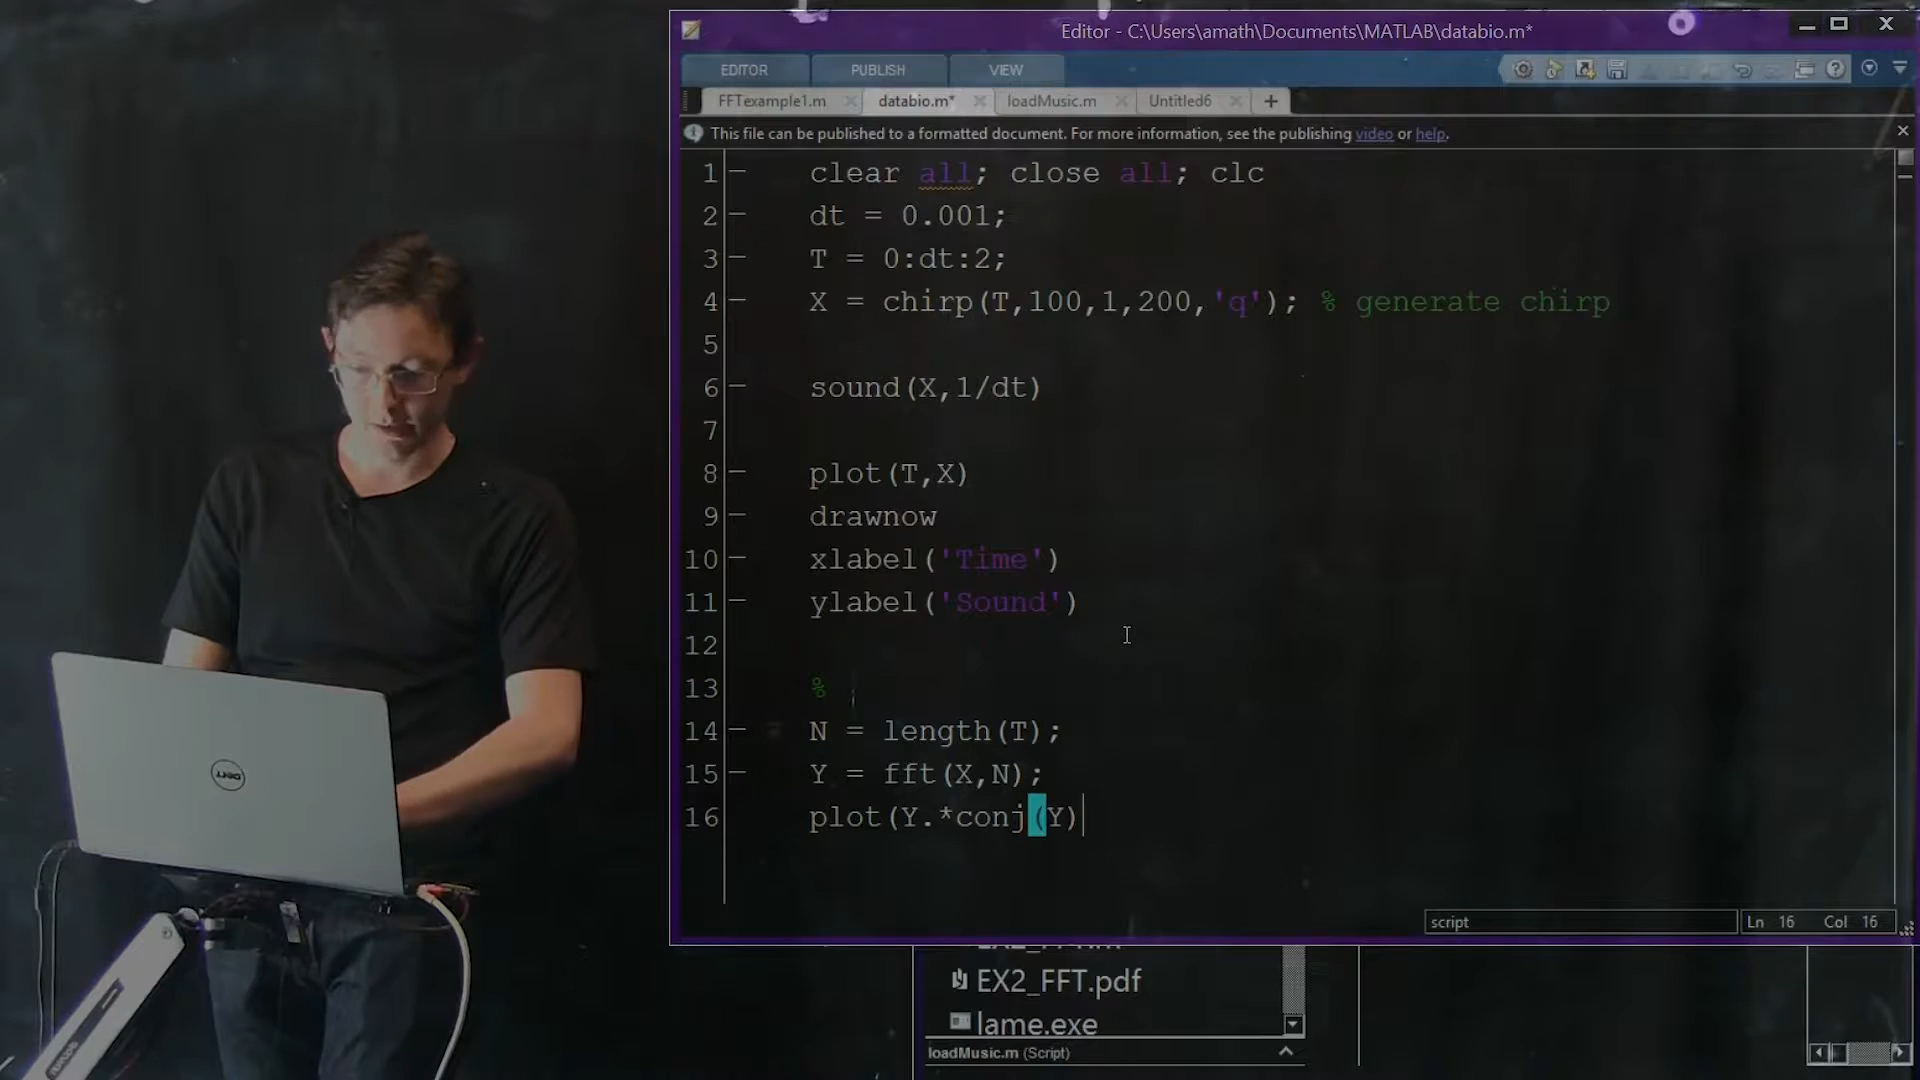 Editor - C:\Users\amath\Documents\MATLAB\databio.m*
EDITOR PUBLISH VIEW
FFTexample1.m databio.m* loadMusic.m Untitled6
This file can be published to a formatted document. For more information, see the publishing video or help.
1 clear all; close all; clc
2 dt = 0.001;
3 T = 0:dt:2;
4 X = chirp(T,100,1,200,'q'); % generate chirp
5
6 sound(X,1/dt)
7
8 plot(T,X)
9 drawnow
10 xlabel('Time')
11 ylabel('Sound')
12
13 %
14 N = length(T);
15 Y = fft(X,N);
16 plot(Y.*conj(Y)
script Ln 16 Col 16
EX2_FFT.pdf
lame.exe
loadMusic.m (Script)
DELL